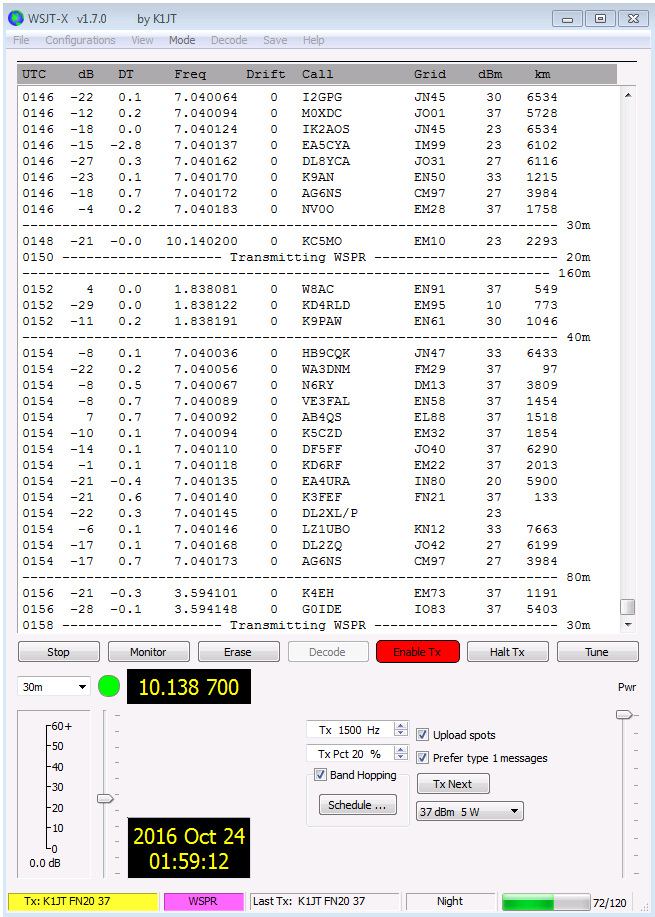 WSJT-X v1.7.0 by K1JT
File Configurations View Mode Decode Save Help
UTC dB DT Freq Drift Call Grid dBm km
0146 -22 0.1 7.040064 0 I2GPG JN45 30 6534
0146 -12 0.2 7.040094 0 M0XDC JO01 37 5728
0146 -18 0.0 7.040124 0 IK2AOS JN45 23 6534
0146 -15 -2.8 7.040137 0 EA5CYA IM99 23 6102
0146 -27 0.3 7.040162 0 DL8YCA JO31 27 6116
0146 -23 0.1 7.040170 0 K9AN EN50 33 1215
0146 -18 0.7 7.040172 0 AG6NS CM97 27 3984
0146 -4 0.2 7.040183 0 NV0O EM28 37 1758
---------------------------------------------------------- 30m
0148 -21 -0.0 10.140200 0 KC5MO EM10 23 2293
0150 ---------------------- Transmitting WSPR ---------------------- 20m
---------------------------------------------------------- 160m
0152 4 0.0 1.838081 0 W8AC EN91 37 549
0152 -29 0.0 1.838122 0 KD4RLD EM95 10 773
0152 -11 0.2 1.838191 0 K9PAW EN61 30 1046
---------------------------------------------------------- 40m
0154 -8 0.1 7.040036 0 HB9CQK JN47 33 6433
0154 -22 0.2 7.040056 0 WA3DNM FM29 37 97
0154 -8 0.5 7.040067 0 N6RY DM13 37 3809
0154 -8 0.7 7.040089 0 VE3FAL EN58 37 1454
0154 7 0.7 7.040092 0 AB4QS EL88 37 1518
0154 -10 0.1 7.040094 0 K5CZD EM32 37 1854
0154 -14 0.1 7.040110 0 DF5FF JO40 37 6290
0154 -1 0.1 7.040118 0 KD6RF EM22 37 2013
0154 -21 -0.4 7.040135 0 EA4URA IN80 20 5900
0154 -21 0.6 7.040140 0 K3FEF FN21 37 133
0154 -22 0.3 7.040145 0 DL2XL/P 23
0154 -6 0.1 7.040146 0 LZ1UBO KN12 33 7663
0154 -17 0.1 7.040168 0 DL2ZQ JO42 27 6199
0154 -17 0.7 7.040173 0 AG6NS CM97 27 3984
---------------------------------------------------------- 80m
0156 -21 -0.3 3.594101 0 K4EH EM73 37 1191
0156 -28 -0.1 3.594148 0 G0IDE IO83 37 5403
0158 ---------------------- Transmitting WSPR ---------------------- 30m
Stop Monitor Erase Decode Enable Tx Halt Tx Tune
30m 10.138 700 Pwr
60+
50
40
30
20
10
0
0.0 dB
Tx 1500 Hz
Upload spots
Tx Pct 20 %
Prefer type 1 messages
Band Hopping
Tx Next
Schedule ...
37 dBm 5 W
2016 Oct 24
01:59:12
Tx: K1JT FN20 37 WSPR Last Tx: K1JT FN20 37 Night 72/120